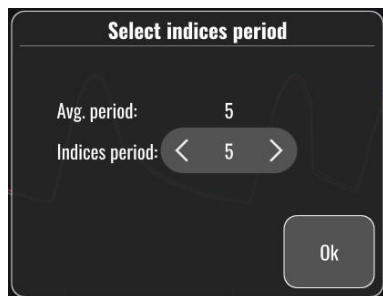 Select indices period
Avg. period: 5
Indices period: < 5 >
Ok